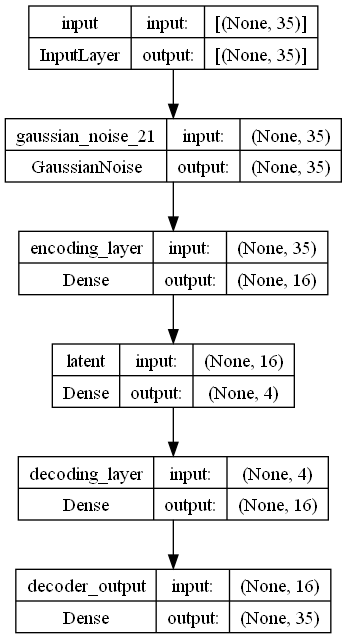 input input: [(None, 35)]
InputLayer output: [(None, 35)]
gaussian_noise_21 input: (None, 35)
GaussianNoise output: (None, 35)
encoding_layer input: (None, 35)
Dense output: (None, 16)
latent input: (None, 16)
Dense output: (None, 4)
decoding_layer input: (None, 4)
Dense output: (None, 16)
decoder_output input: (None, 16)
Dense output: (None, 35)